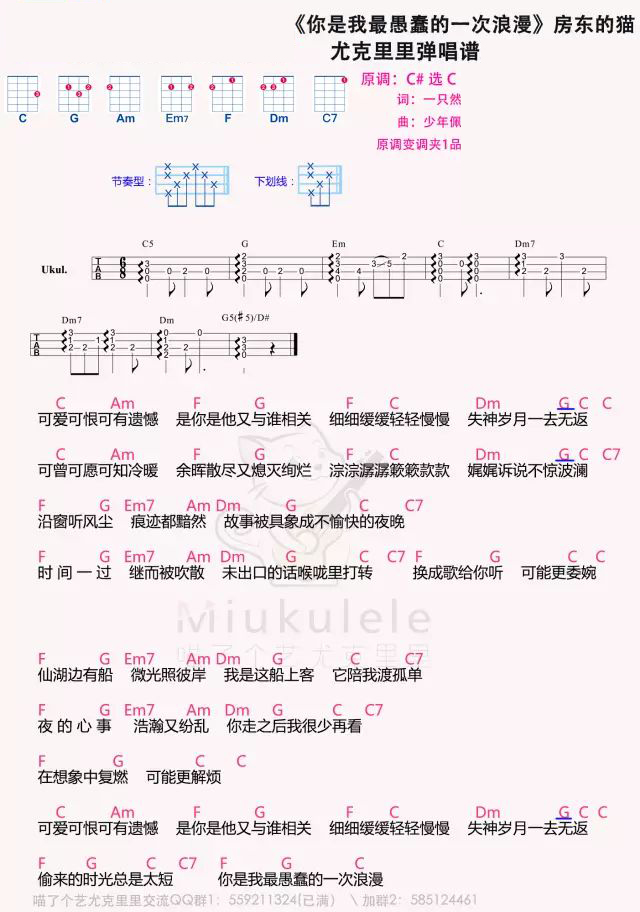 《你是我最愚蠢的一次浪漫》房东的猫
尤克里里弹唱谱
原调：C# 选 C
词：一只然
曲：少年佩
原调变调夹1品
C G Am Em7 F Dm C7
节奏型： 下划线：
C5 G Em C Dm7
Ukul.
Dm7 Dm G5(#5)/D#
C Am F G F C Dm G C C
可爱可恨可有遗憾 是你是他又与谁相关 细细缓缓轻轻慢慢 失神岁月一去无返
C Am F G F C Dm G C C7
可曾可愿可知冷暖 余晖散尽又熄灭绚烂 淙淙潺潺簌簌款款 娓娓诉说不惊波澜
F G Em7 Am Dm G C C7
沿窗听风尘 痕迹都黯然 故事被具象成不愉快的夜晚
F G Em7 Am Dm G C C7 F G C C
时间一过 继而被吹散 未出口的话喉咙里打转 换成歌给你听 可能更委婉
Miukulele
喵了个艺尤克里里
F G Em7 Am Dm G C C7
仙湖边有船 微光照彼岸 我是这船上客 它陪我渡孤单
F G Em7 Am Dm G C C7
夜的心事 浩瀚又纷乱 你走之后我很少再看
F G C C
在想象中复燃 可能更解烦
C Am F G F C Dm G C C
可爱可恨可有遗憾 是你是他又与谁相关 细细缓缓轻轻慢慢 失神岁月一去无返
F G C C7 F G C
偷来的时光总是太短 你是我最愚蠢的一次浪漫
喵了个艺尤克里里交流QQ群1：559211324(已满) \ 加群2：585124461